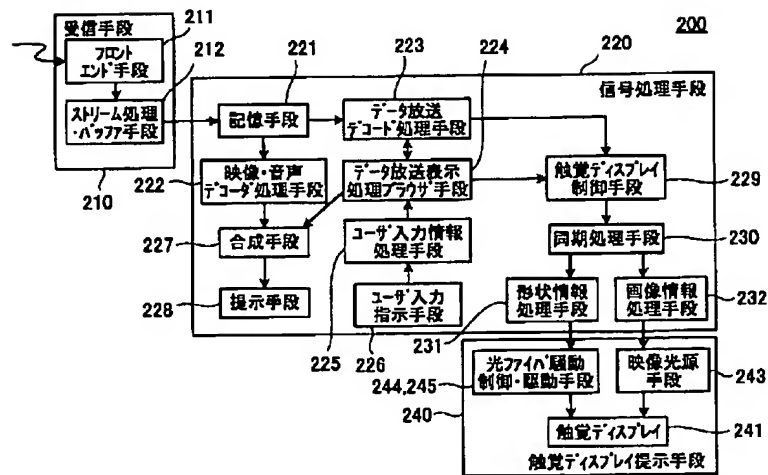 211
受信手段
フロント
エンド手段
212
ストリーム処理
・バッファ手段
210
200
220
信号処理手段
221
記憶手段
223
データ放送
デコード処理手段
224
222
映像・音声
デコーダ処理手段
データ放送表示
処理ブラウザ手段
触覚ディスプレイ
制御手段
229
227
合成手段
ユーザ入力情報
処理手段
225
同期処理手段
230
228
提示手段
ユーザ入力
指示手段
226
形状情報
処理手段
231
画像情報
処理手段
232
光ファイバ駆動
制御・駆動手段
244,245
映像光源
手段
243
240
触覚ディスプレイ
241
触覚ディスプレイ提示手段